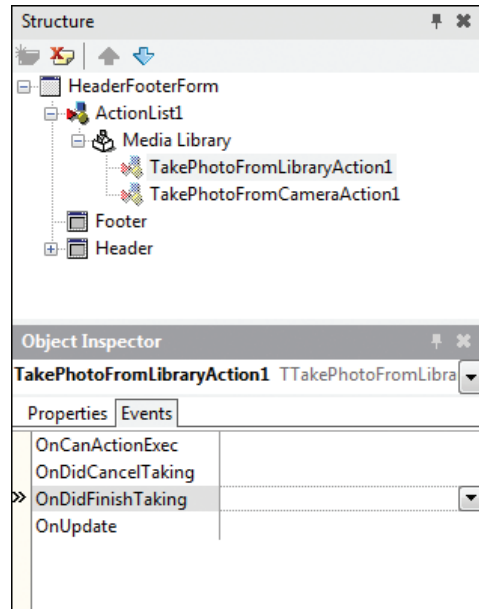 Structure
HeaderFooterForm
ActionList1
Media Library
TakePhotoFromLibraryAction1
TakePhotoFromCameraAction1
Footer
Header
Object Inspector
TakePhotoFromLibraryAction1 TTakePhotoFromLibra
Properties Events
OnCanActionExec
OnDidCancelTaking
OnDidFinishTaking
OnUpdate